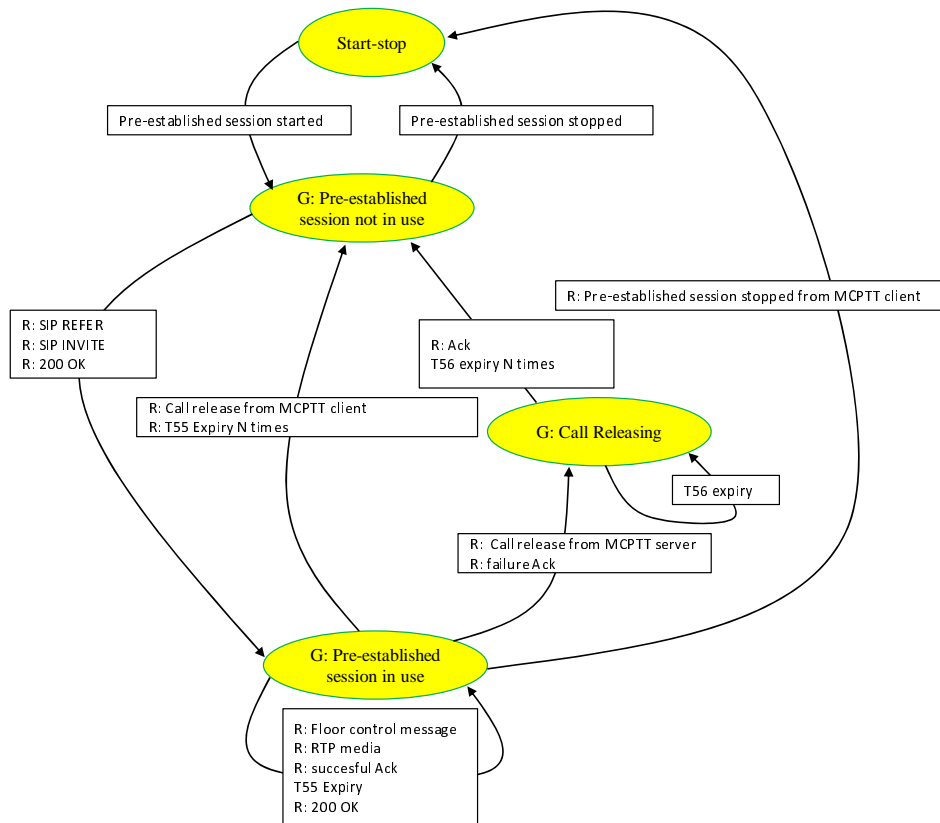 Start-stop
Pre-established session started
Pre-established session stopped
G: Pre-established
session not in use
R: Pre-established session stopped from MCPTT client
R: SIP REFER
R: SIP INVITE
R: 200 OK
R: Ack
T56 expiry N times
R: Call release from MCPTT client
R: T55 Expiry N times
G: Call Releasing
T56 expiry
R: Call release from MCPTT server
R: failure Ack
G: Pre-established
session in use
R: Floor control message
R: RTP media
R: succesful Ack
T55 Expiry
R: 200 OK